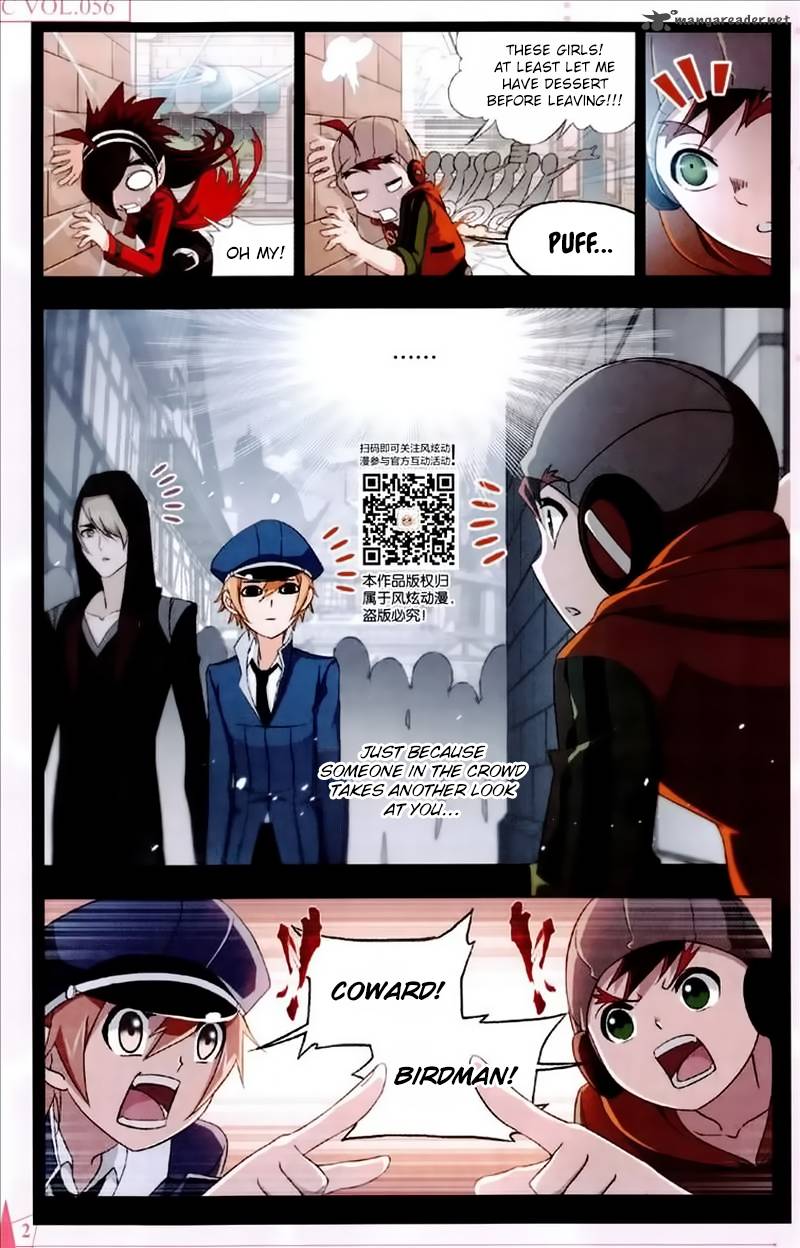 C VOL.056
mangareader.net
THESE GIRLS!
AT LEAST LET ME
HAVE DESSERT
BEFORE LEAVING!!!
OH MY!
PUFF...
......
扫码即可关注风炫动
漫参与官方互动活动!
本作品版权归
属于风炫动漫,
盗版必究!
JUST BECAUSE
SOMEONE IN THE CROWD
TAKES ANOTHER LOOK
AT YOU...
COWARD!
BIRDMAN!
2